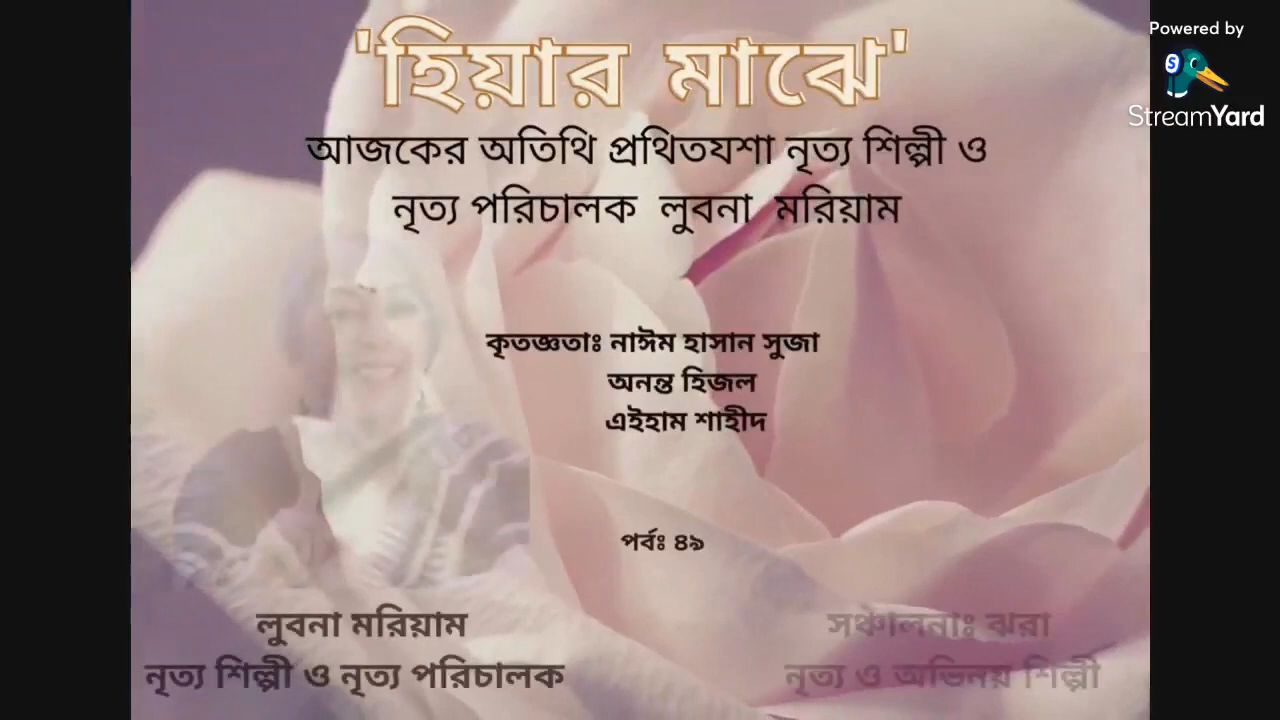 Powered by
StreamYard
'হিয়ার মাঝে'
আজকের অতিথি প্রথিতযশা নৃত্য শিল্পী ও
নৃত্য পরিচালক লুবনা মরিয়াম
কৃতজ্ঞতাঃ নাঈম হাসান সুজা
অনন্ত হিজল
এইহাম শাহীদ
পর্বঃ ৪৯
লুবনা মরিয়াম
নৃত্য শিল্পী ও নৃত্য পরিচালক
সঞ্চালনাঃ ঝরা
নৃত্য ও অভিনয় শিল্পী